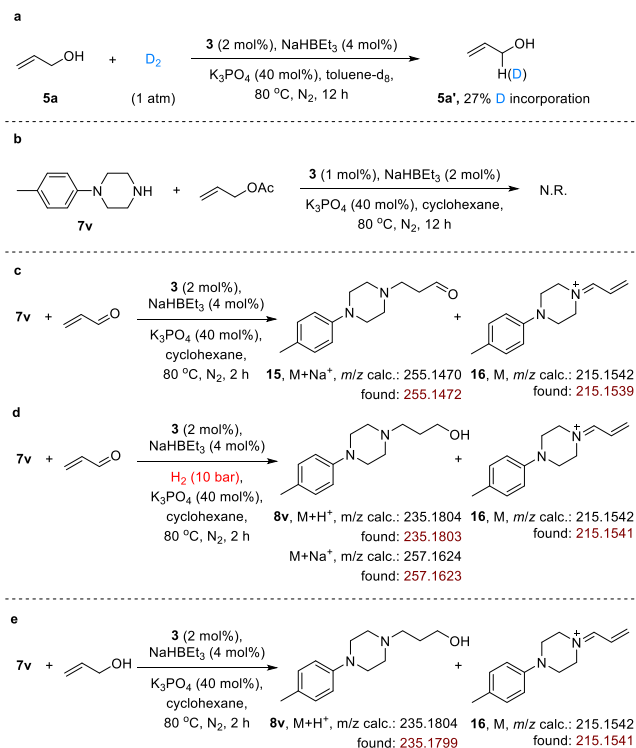 a
OH
+
D2
3 (2 mol%), NaHBEt3 (4 mol%)
K3PO4 (40 mol%), toluene-d8,
80 oC, N2, 12 h
OH
H(D)
5a
(1 atm)
5a', 27% D incorporation
b
N
NH
7v
+
OAc
3 (1 mol%), NaHBEt3 (2 mol%)
K3PO4 (40 mol%), cyclohexane,
80 oC, N2, 12 h
N.R.
c
7v + O
3 (2 mol%),
NaHBEt3 (4 mol%)
K3PO4 (40 mol%),
cyclohexane,
80 oC, N2, 2 h
N
N
O
+
N+
N
15, M+Na+, m/z calc.: 255.1470
found: 255.1472
16, M, m/z calc.: 215.1542
found: 215.1539
d
7v + O
3 (2 mol%),
NaHBEt3 (4 mol%)
H2 (10 bar),
K3PO4 (40 mol%),
cyclohexane,
80 oC, N2, 2 h
N
N
OH
+
N+
N
8v, M+H+, m/z calc.: 235.1804
found: 235.1803
M+Na+, m/z calc.: 257.1624
found: 257.1623
16, M, m/z calc.: 215.1542
found: 215.1541
e
7v + OH
3 (2 mol%),
NaHBEt3 (4 mol%)
K3PO4 (40 mol%),
cyclohexane,
80 oC, N2, 2 h
N
N
OH
+
N+
N
8v, M+H+, m/z calc.: 235.1804
found: 235.1799
16, M, m/z calc.: 215.1542
found: 215.1541